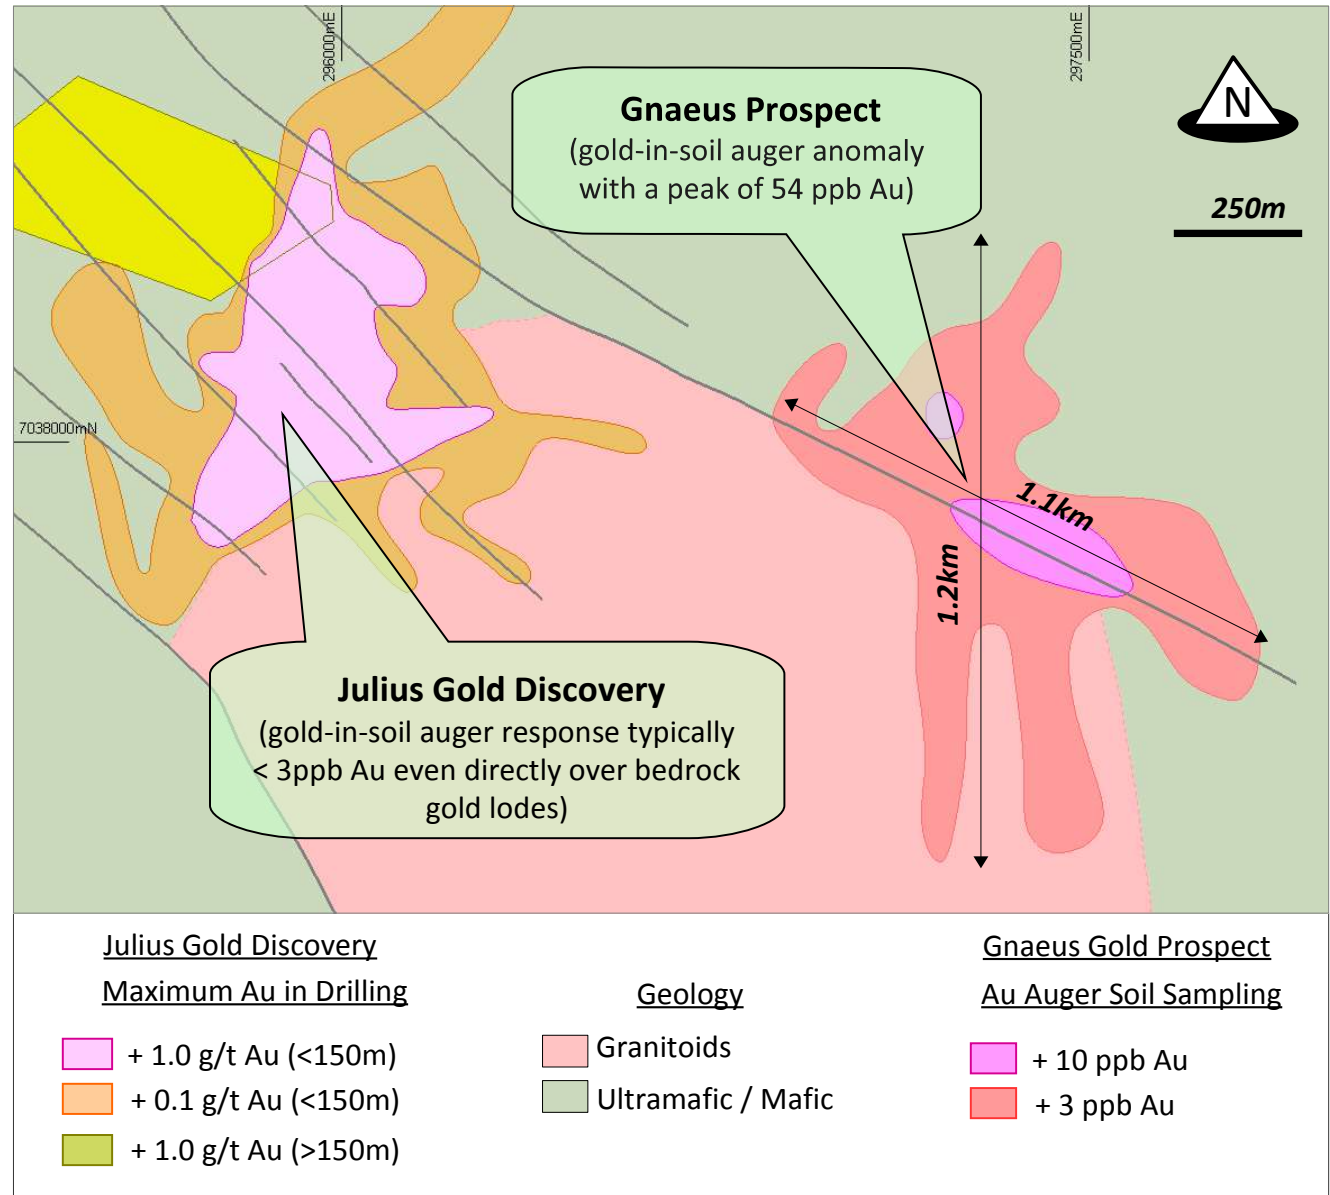 296000mE
297500mE
N
250m
Gnaeus Prospect
(gold-in-soil auger anomaly
with a peak of 54 ppb Au)
7038000mN
1.1km
1.2km
Julius Gold Discovery
(gold-in-soil auger response typically
< 3ppb Au even directly over bedrock
gold lodes)
Julius Gold Discovery
Maximum Au in Drilling
+ 1.0 g/t Au (<150m)
+ 0.1 g/t Au (<150m)
+ 1.0 g/t Au (>150m)
Geology
Granitoids
Ultramafic / Mafic
Gnaeus Gold Prospect
Au Auger Soil Sampling
+ 10 ppb Au
+ 3 ppb Au